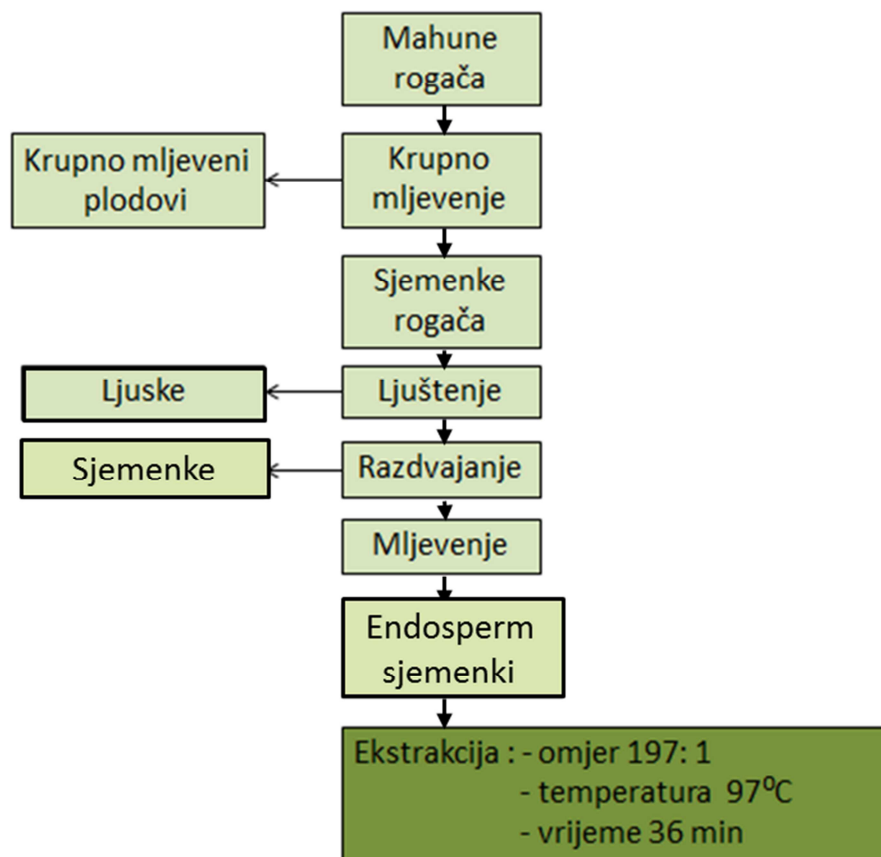 Mahune
rogača
Krupno mljeveni
plodovi
Krupno
mljevenje
Sjemenke
rogača
Ljuske
Ljuštenje
Sjemenke
Razdvajanje
Mljevenje
Endosperm
sjemenki
Ekstrakcija : - omjer 197: 1
- temperatura 97⁰C
- vrijeme 36 min